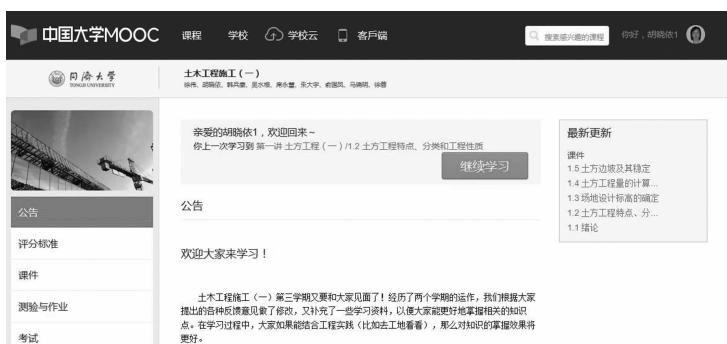 中国大学MOOC 课程 学校 学校云 客户端 搜索感兴趣的课程 你好，胡晓依1
同济大学
TONGJI UNIVERSITY
土木工程施工（一）
亲爱的胡晓依1，欢迎回来～
你上一次学习到 第一讲 土方工程（一）/1.2 土方工程特点、分类和工程性质
继续学习
最新更新
课件
1.5 土方边坡及其稳定
1.4 土方工程量的计算...
1.3 场地设计标高的确定
1.2 土方工程特点、分...
1.1 绪论
公告
评分标准
课件
测验与作业
考试
公告
欢迎大家来学习！
土木工程施工（一）第三学期又要和大家见面了！经历了两个学期的运作，我们根据大家
提出的各种反馈意见做了修改，又补充了一些学习资料，以便大家能更好地掌握相关的知识
点。在学习过程中，大家如果能结合工程实践（比如去工地看看），那么对知识的掌握效果将
更好。